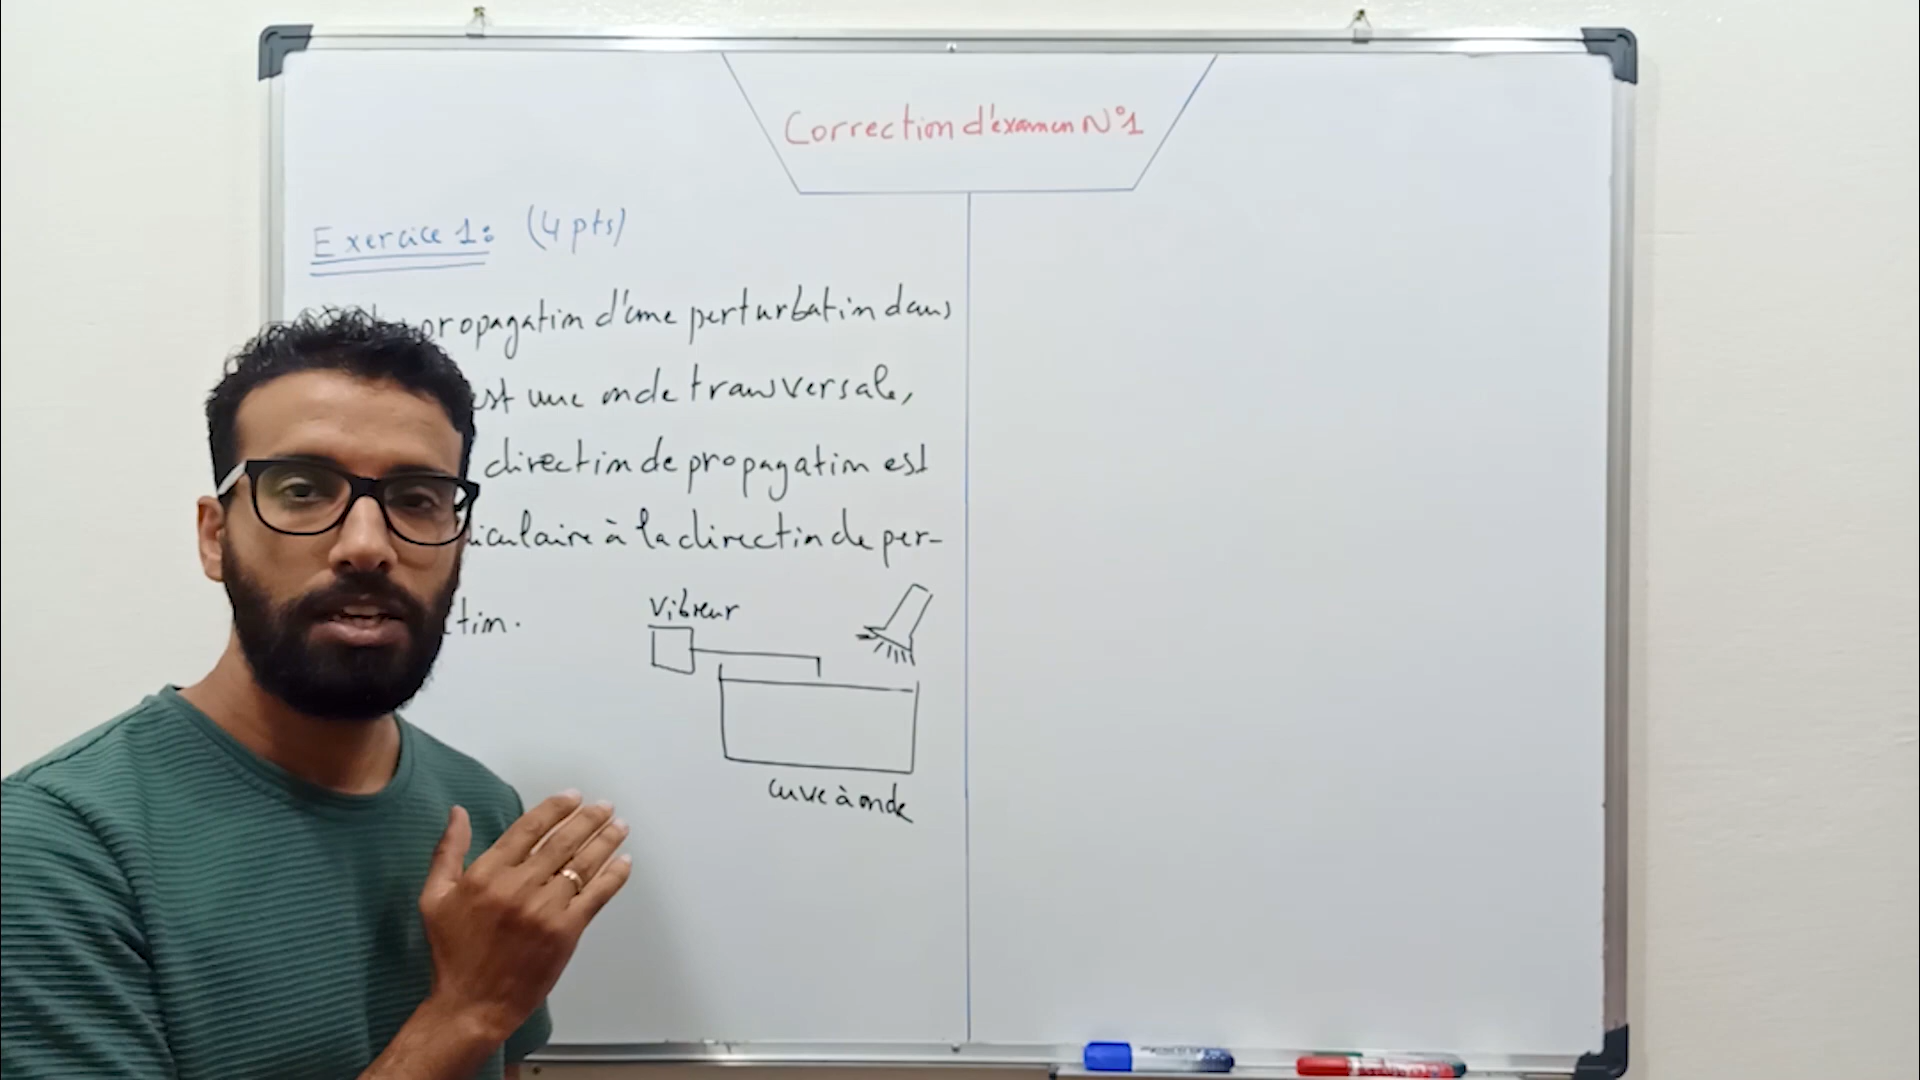 Correction d'examen N°1
Exercice 1: (4 pts)
propagation d'une perturbation dans
est une onde transversale,
direction de propagation est
iculaire à la direction de per-
tion.
Vibreur
cuve à onde